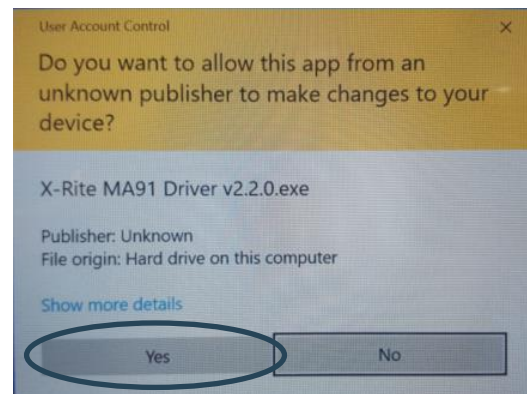 User Account Control
Do you want to allow this app from an
unknown publisher to make changes to your
device?
X-Rite MA91 Driver v2.2.0.exe
Publisher: Unknown
File origin: Hard drive on this computer
Show more details
Yes
No